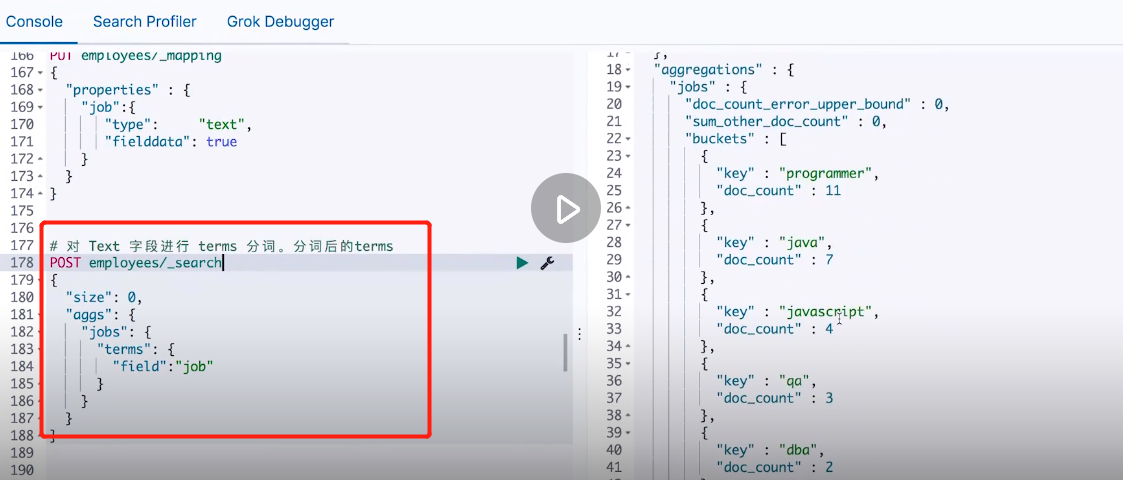 Console Search Profiler Grok Debugger
166 PUT employees/_mapping
167 {
168 "properties" : {
169 "job":{
170 "type": "text",
171 "fielddata": true
172 }
173 }
174 }
175
176
177 # 对 Text 字段进行 terms 分词。分词后的terms
178 POST employees/_search
179 {
180 "size": 0,
181 "aggs": {
182 "jobs": {
183 "terms": {
184 "field":"job"
185 }
186 }
187 }
188 }
189
190
17 },
18 "aggregations" : {
19 "jobs" : {
20 "doc_count_error_upper_bound" : 0,
21 "sum_other_doc_count" : 0,
22 "buckets" : [
23 {
24 "key" : "programmer",
25 "doc_count" : 11
26 },
27 {
28 "key" : "java",
29 "doc_count" : 7
30 },
31 {
32 "key" : "javascript",
33 "doc_count" : 4
34 },
35 {
36 "key" : "qa",
37 "doc_count" : 3
38 },
39 {
40 "key" : "dba",
41 "doc_count" : 2